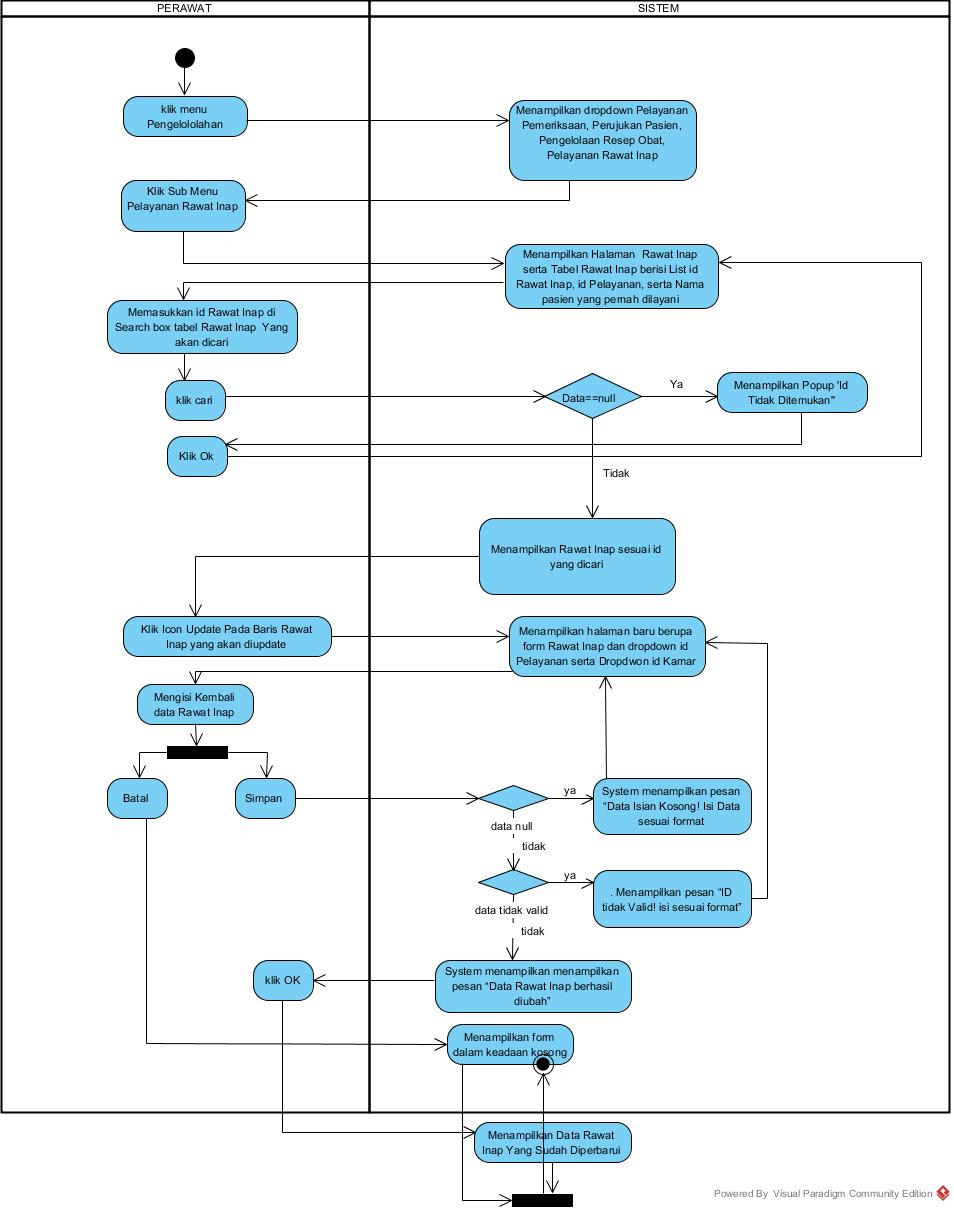 PERAWAT
SISTEM
klik menu
Pengelololahan
Menampilkan dropdown Pelayanan
Pemeriksaan, Perujukan Pasien,
Pengelolaan Resep Obat,
Pelayanan Rawat Inap
Klik Sub Menu
Pelayanan Rawat Inap
Menampilkan Halaman Rawat Inap
serta Tabel Rawat Inap berisi List id
Rawat Inap, id Pelayanan, serta Nama
pasien yang pernah dilayani
Memasukkan id Rawat Inap di
Search box tabel Rawat Inap Yang
akan dicari
klik cari
Data==null
Ya
Menampilkan Popup 'Id
Tidak Ditemukan"
Klik Ok
Tidak
Menampilkan Rawat Inap sesuai id
yang dicari
Klik Icon Update Pada Baris Rawat
Inap yang akan diupdate
Menampilkan halaman baru berupa
form Rawat Inap dan dropdown id
Pelayanan serta Dropdwon id Kamar
Mengisi Kembali
data Rawat Inap
Batal
Simpan
ya
System menampilkan pesan
“Data Isian Kosong! Isi Data
sesuai format
data null
tidak
ya
. Menampilkan pesan “ID
tidak Valid! isi sesuai format”
data tidak valid
tidak
klik OK
System menampilkan menampilkan
pesan “Data Rawat Inap berhasil
diubah”
Menampilkan form
dalam keadaan kosong
Menampilkan Data Rawat
Inap Yang Sudah Diperbarui
Powered By Visual Paradigm Community Edition